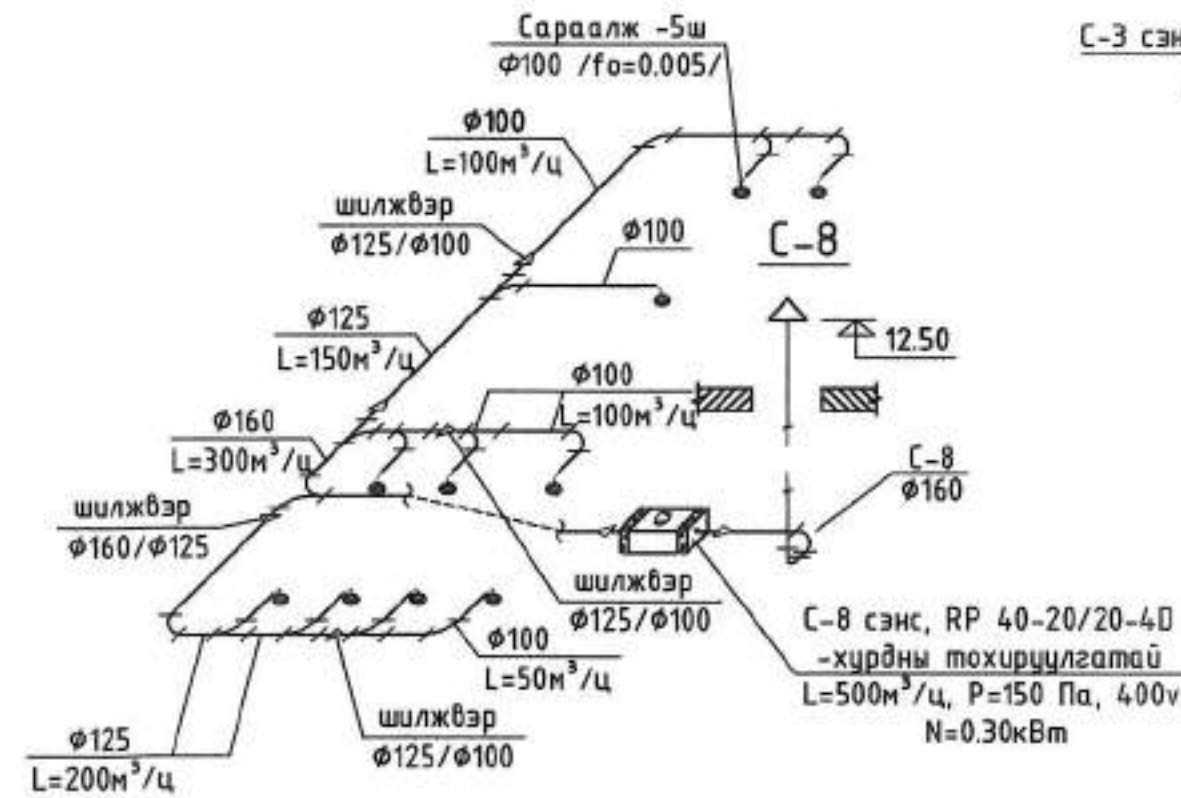 Сараалж -5ш
ф100 /fo=0.005/
С-3 сэн
ф100
L=100м³/ц
шилжвэр
ф125/ф100
ф100
С-8
ф125
L=150м³/ц
12.50
ф100
L=100м³/ц
ф160
L=300м³/ц
С-8
ф160
шилжвэр
ф160/ф125
шилжвэр
ф125/ф100
ф100
L=50м³/ц
С-8 сэнс, RP 40-20/20-4D
-хурдны тохируулгатай
L=500м³/ц, P=150 Па, 400v
N=0.30кВт
шилжвэр
ф125/ф100
ф125
L=200м³/ц